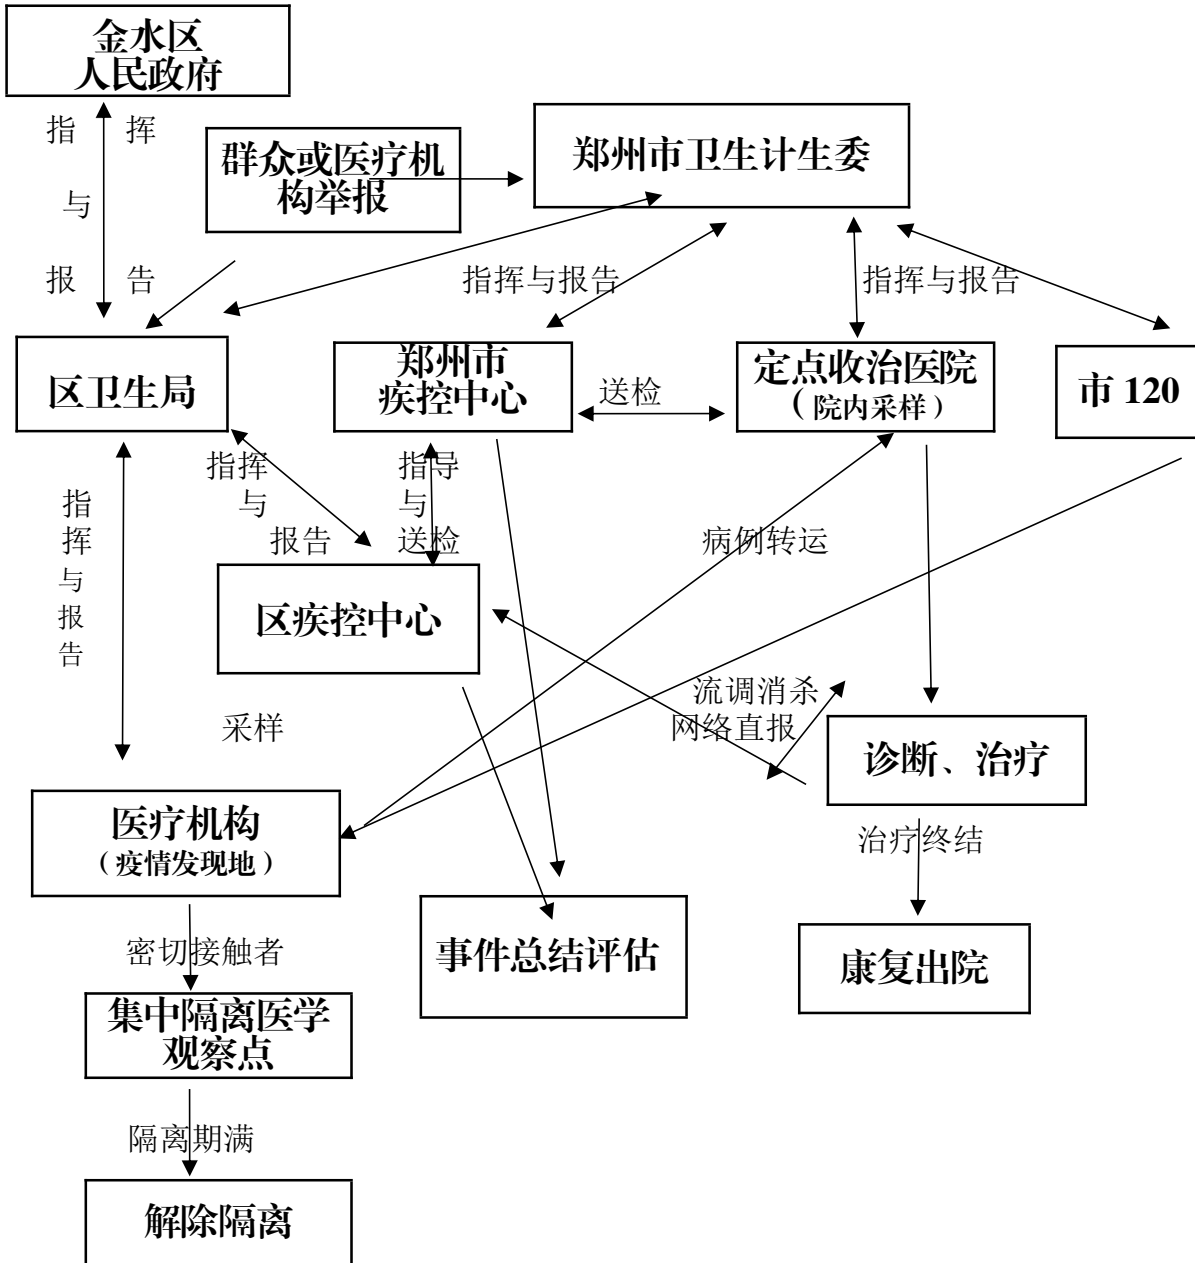 金水区
人民政府
指 挥
与
报 告
群众或医疗机
构举报
郑州市卫生计生委
指挥与报告
指挥与报告
区卫生局
郑州市
疾控中心
送检
定点收治医院
（院内采样）
市 120
指
挥
与
报
告
指挥
与
报告
指导
与
送检
病例转运
区疾控中心
流调消杀
网络直报
采样
诊断、治疗
医疗机构
（疫情发现地）
治疗终结
密切接触者
事件总结评估
康复出院
集中隔离医学
观察点
隔离期满
解除隔离